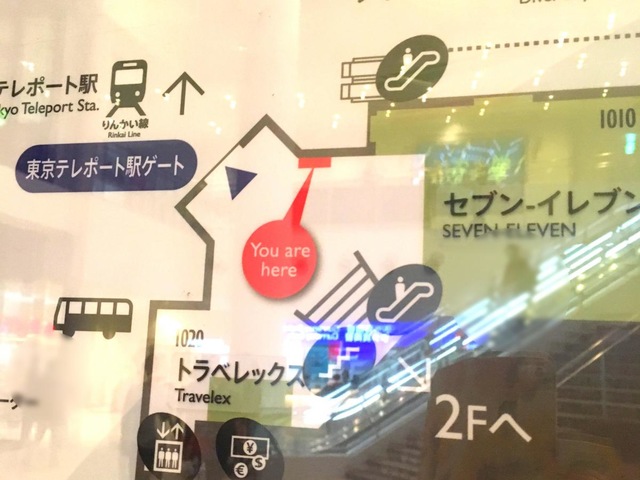 テレポート駅
kyo Teleport Sta.
りんかい線
Rinkai Line
東京テレポート駅ゲート
1010
セブン-イレブン
SEVEN-ELEVEN
You are
here
1020
トラベレックス
Travelex
2Fへ
¥
$
€